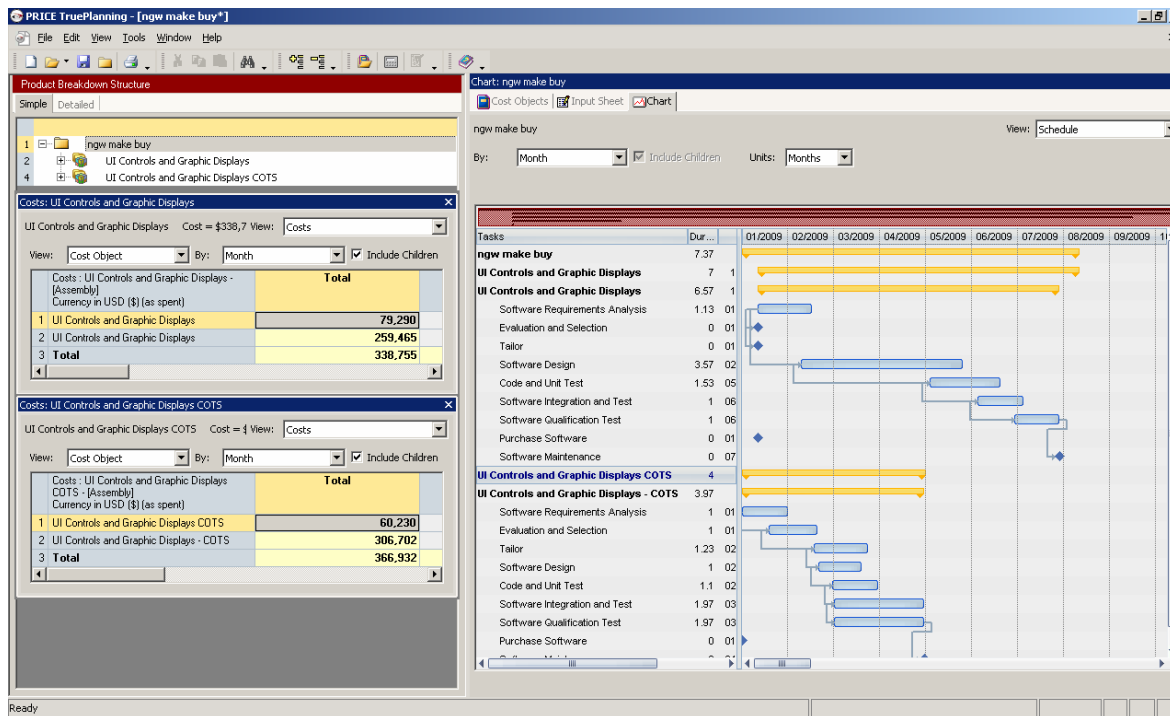 PRICE TruePlanning - [ngw make buy*]
File Edit View Tools Window Help
Product Breakdown Structure
Simple Detailed
1 ngw make buy
2 UI Controls and Graphic Displays
4 UI Controls and Graphic Displays COTS
Costs: UI Controls and Graphic Displays
UI Controls and Graphic Displays Cost = $338,7 View: Costs
View: Cost Object By: Month Include Children
Costs : UI Controls and Graphic Displays - Total
[Assembly]
Currency in USD ($) (as spent)
1 UI Controls and Graphic Displays 79,290
2 UI Controls and Graphic Displays 259,465
3 Total 338,755
Costs: UI Controls and Graphic Displays COTS
UI Controls and Graphic Displays COTS Cost = $ View: Costs
View: Cost Object By: Month Include Children
Costs : UI Controls and Graphic Displays Total
COTS - [Assembly]
Currency in USD ($) (as spent)
1 UI Controls and Graphic Displays COTS 60,230
2 UI Controls and Graphic Displays - COTS 306,702
3 Total 366,932
Chart: ngw make buy
Cost Objects Input Sheet Chart
ngw make buy View: Schedule
By: Month Include Children Units: Months
Tasks Dur... 01/2009 02/2009 03/2009 04/2009 05/2009 06/2009 07/2009 08/2009 09/2009
ngw make buy 7.37
UI Controls and Graphic Displays 7 1
UI Controls and Graphic Displays 6.57 1
Software Requirements Analysis 1.13 01
Evaluation and Selection 0 01
Tailor 0 01
Software Design 3.57 02
Code and Unit Test 1.53 05
Software Integration and Test 1 06
Software Qualification Test 1 06
Purchase Software 0 01
Software Maintenance 0 07
UI Controls and Graphic Displays COTS 4
UI Controls and Graphic Displays - COTS 3.97
Software Requirements Analysis 1 01
Evaluation and Selection 1 01
Tailor 1.23 02
Software Design 1 02
Code and Unit Test 1.1 02
Software Integration and Test 1.97 03
Software Qualification Test 1.97 03
Purchase Software 0 01
Ready